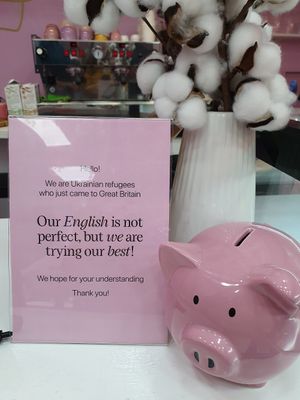 Hello!
We are Ukrainian refugees
who just came to Great Britain
Our English is not
perfect, but we are
trying our best!
We hope for your understanding
Thank you!